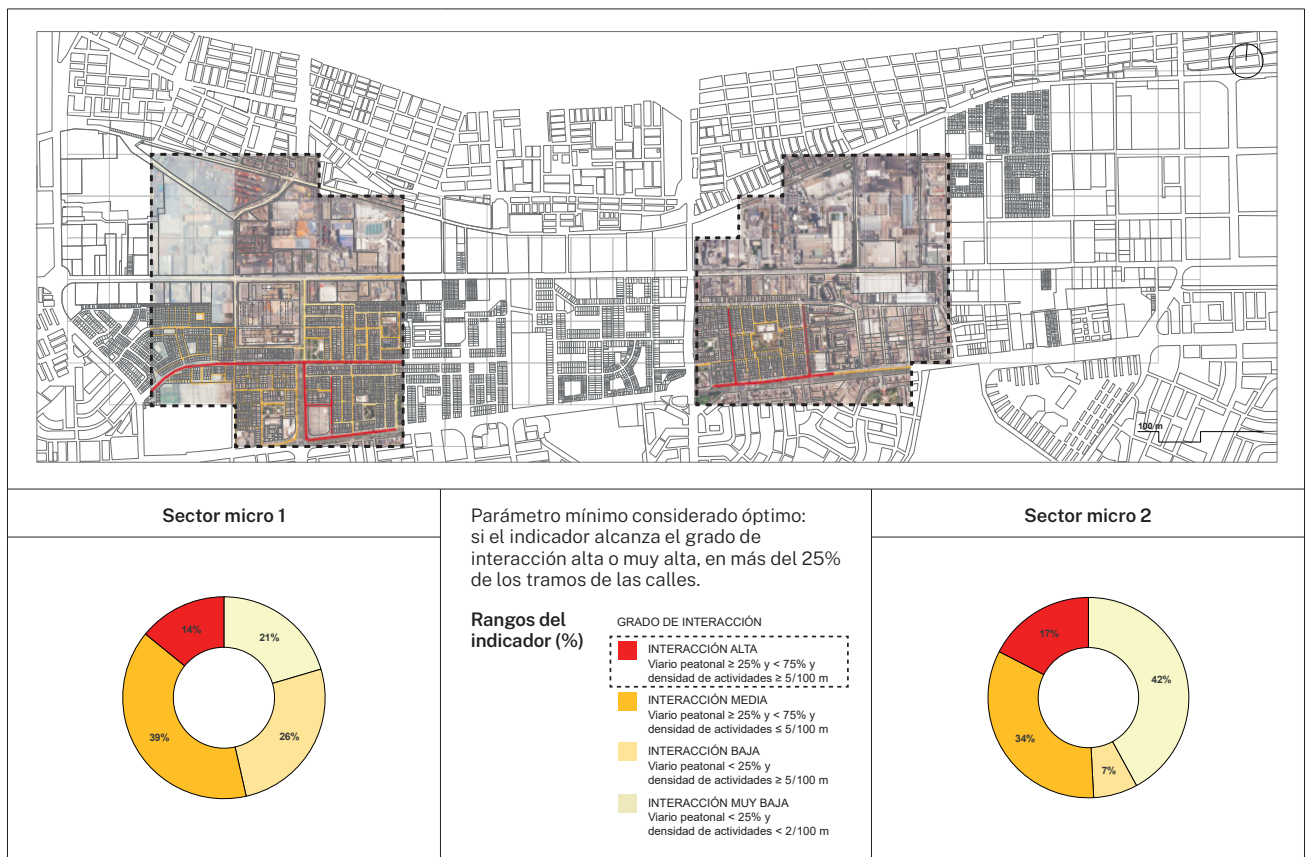 100 m
Sector micro 1
14%
21%
39%
26%
Parámetro mínimo considerado óptimo:
si el indicador alcanza el grado de
interacción alta o muy alta, en más del 25%
de los tramos de las calles.
Rangos del
indicador (%)
GRADO DE INTERACCIÓN
INTERACCIÓN ALTA
Viario peatonal ≥ 25% y < 75% y
densidad de actividades ≥ 5/100 m
INTERACCIÓN MEDIA
Viario peatonal ≥ 25% y < 75% y
densidad de actividades ≤ 5/100 m
INTERACCIÓN BAJA
Viario peatonal < 25% y
densidad de actividades ≥ 5/100 m
INTERACCIÓN MUY BAJA
Viario peatonal < 25% y
densidad de actividades < 2/100 m
Sector micro 2
17%
42%
34%
7%